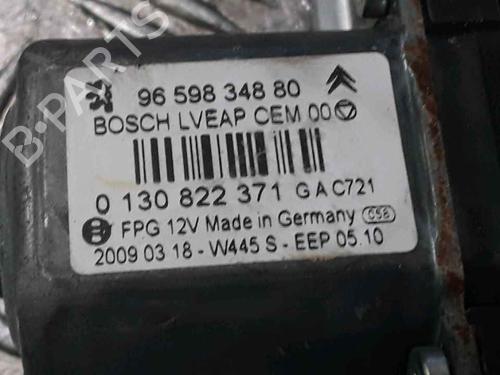 96 598 348 80
BOSCH LVEAP CEM 00
0 130 822 371 G A C721
FPG 12V Made in Germany
2009 03 18 - W445 S - EEP 05.10
B-PARTS